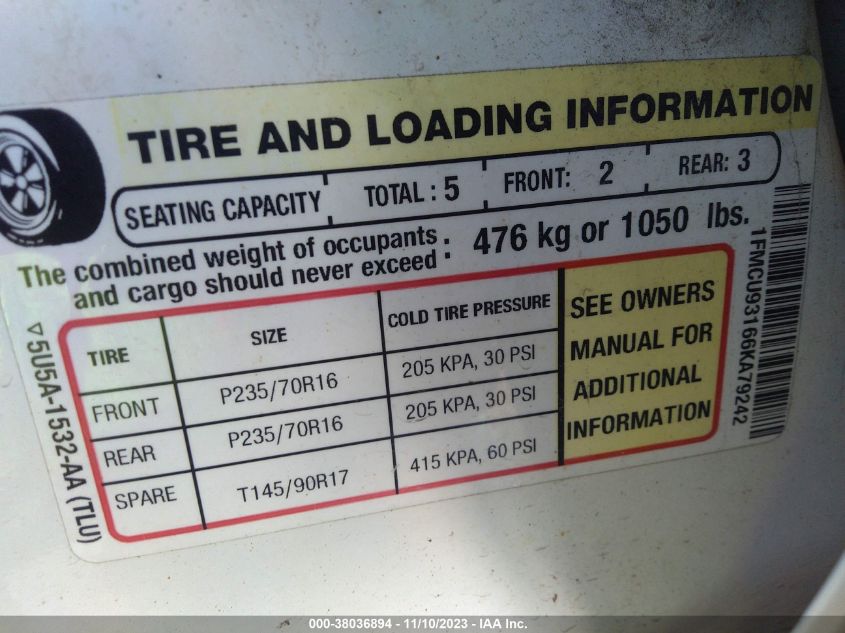 TIRE AND LOADING INFORMATION
SEATING CAPACITY TOTAL : 5 FRONT: 2 REAR: 3
The combined weight of occupants
and cargo should never exceed : 476 kg or 1050 lbs.
TIRE SIZE COLD TIRE PRESSURE
FRONT P235/70R16 205 KPA, 30 PSI
REAR P235/70R16 205 KPA, 30 PSI
SPARE T145/90R17 415 KPA, 60 PSI
SEE OWNERS
MANUAL FOR
ADDITIONAL
INFORMATION
5U5A-1532-AA (TLU)
1FMCU93166KA79242
000-38036894 - 11/10/2023 - IAA Inc.